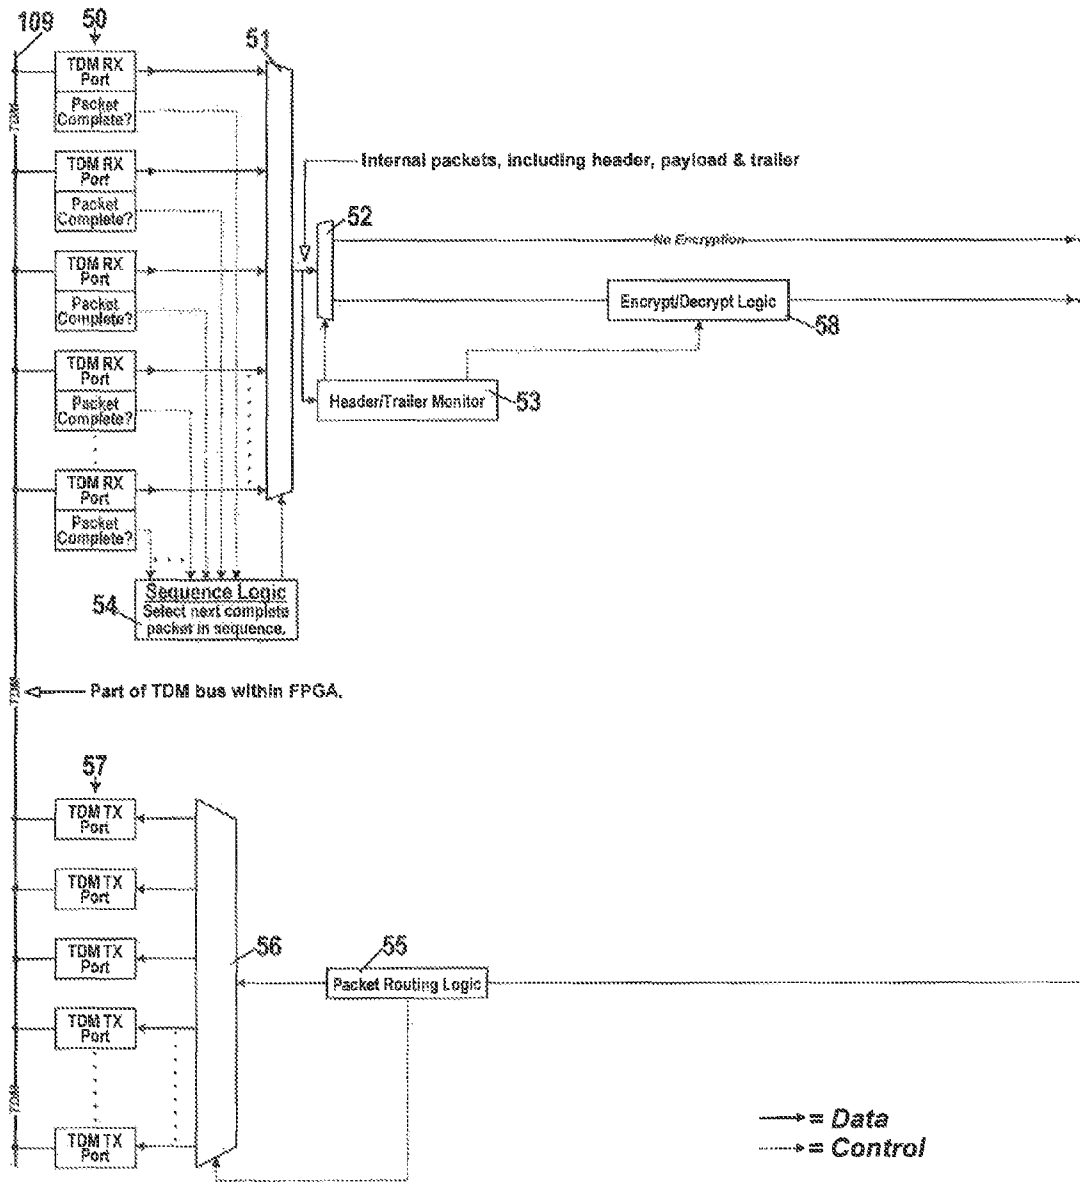 109
50
51
TDM RX
Port
Packet
Complete?
TDM
TDM RX
Port
Packet
Complete?
Internal packets, including header, payload & trailer
52
No Encryption
TDM RX
Port
Packet
Complete?
Encrypt/Decrypt Logic
58
TDM RX
Port
Packet
Complete?
Header/Trailer Monitor
53
TDM RX
Port
Packet
Complete?
54
Sequence Logic
Select next complete
packet in sequence.
TDM
Part of TDM bus within FPGA.
57
TDM TX
Port
TDM TX
Port
TDM TX
Port
56
55
Packet Routing Logic
TDM TX
Port
TDM
TDM TX
Port
= Data
= Control